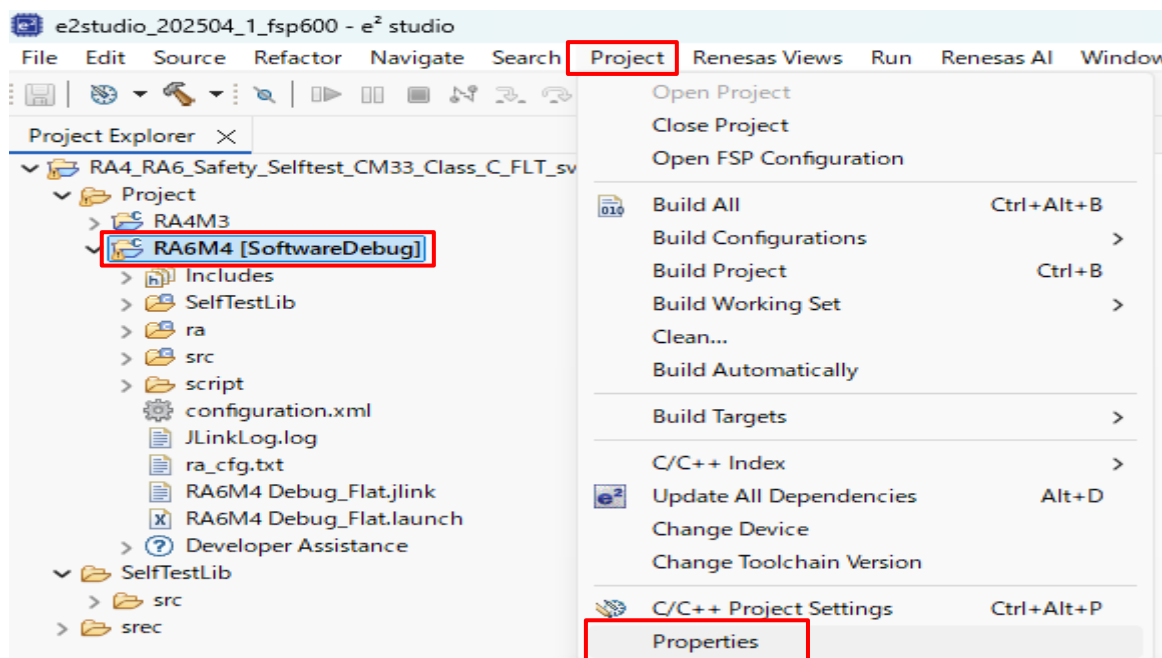 e2studio_202504_1_fsp600 - e² studio
File Edit Source Refactor Navigate Search Project Renesas Views Run Renesas AI Window
Project Explorer
RA4_RA6_Safety_Selftest_CM33_Class_C_FLT_sv
Project
RA4M3
RA6M4 [SoftwareDebug]
Includes
SelfTestLib
ra
src
script
configuration.xml
JLinkLog.log
ra_cfg.txt
RA6M4 Debug_Flat.jlink
RA6M4 Debug_Flat.launch
Developer Assistance
SelfTestLib
src
srec
Open Project
Close Project
Open FSP Configuration
010 Build All Ctrl+Alt+B
Build Configurations
Build Project Ctrl+B
Build Working Set
Clean...
Build Automatically
Build Targets
C/C++ Index
e² Update All Dependencies Alt+D
Change Device
Change Toolchain Version
C/C++ Project Settings Ctrl+Alt+P
Properties